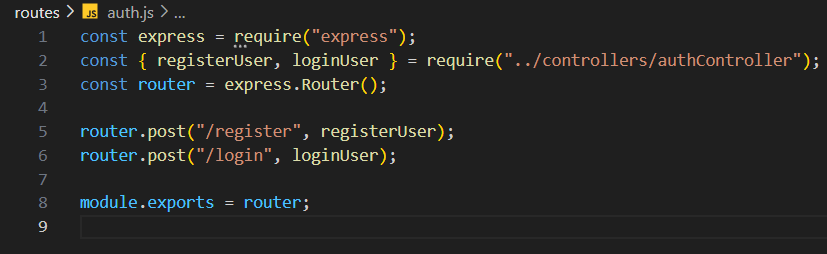 routes > JS auth.js > ...
1 const express = require("express");
2 const { registerUser, loginUser } = require("../controllers/authController");
3 const router = express.Router();
4
5 router.post("/register", registerUser);
6 router.post("/login", loginUser);
7
8 module.exports = router;
9